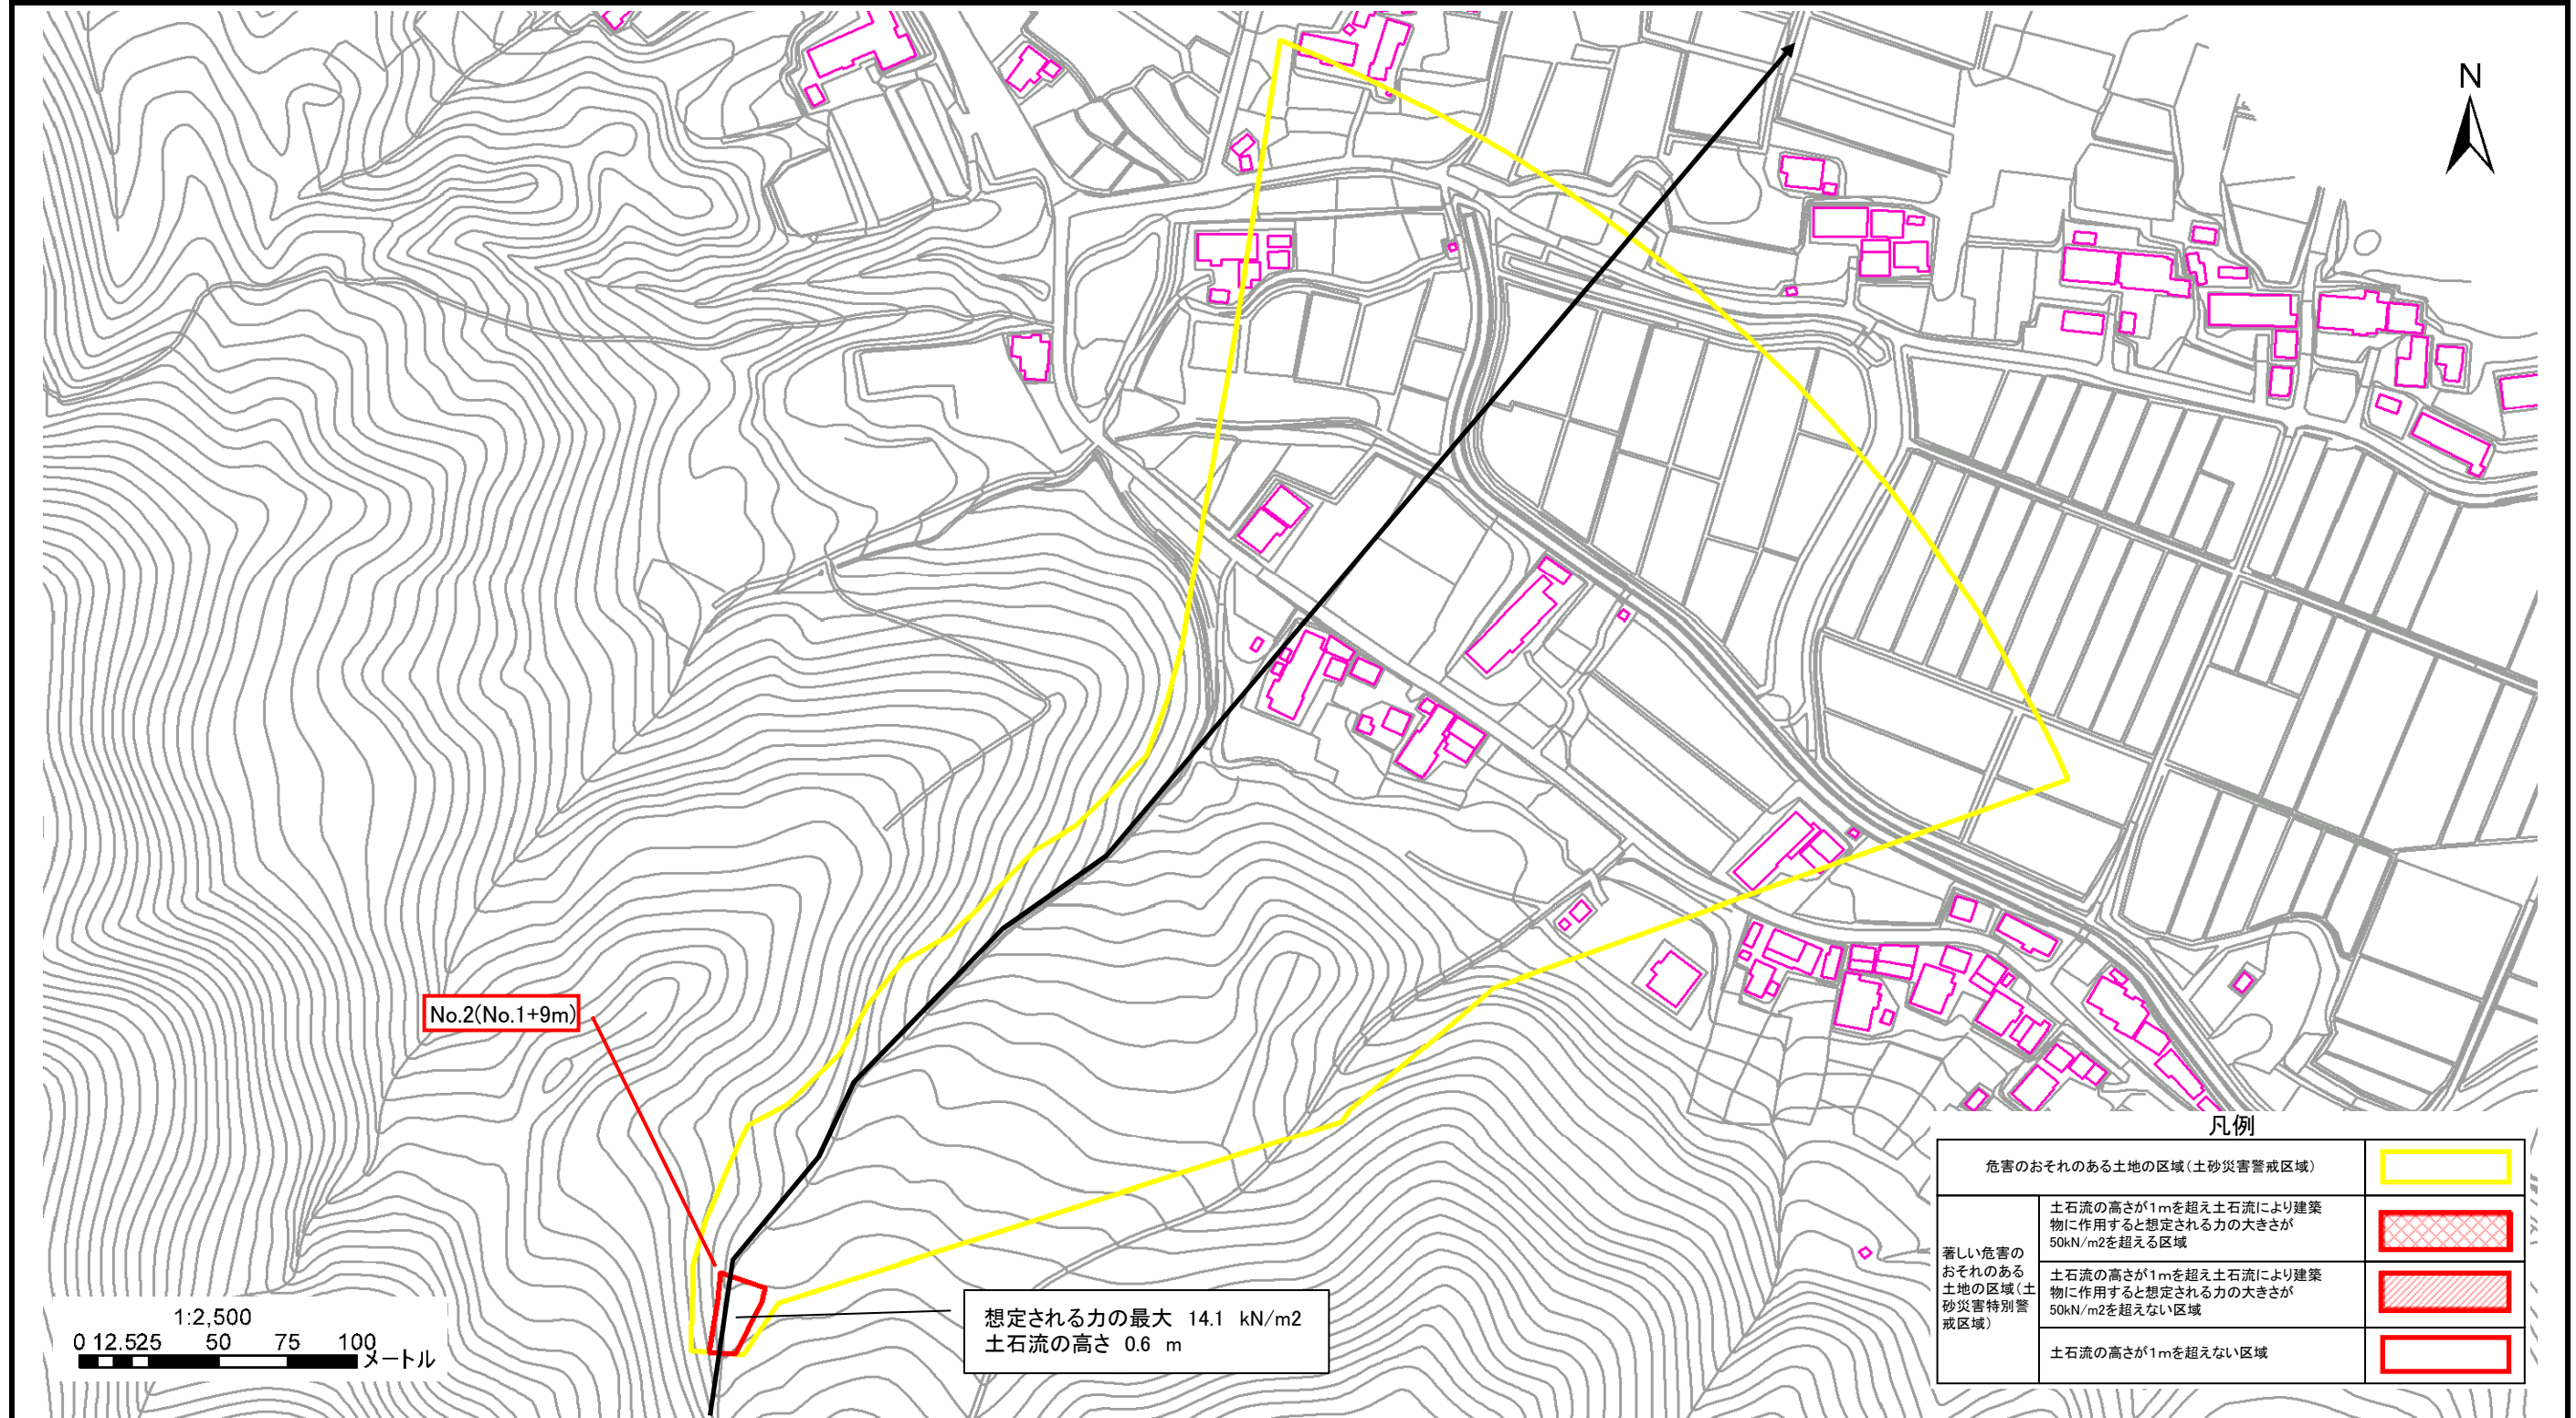 N
No.2(No.1+9m)
想定される力の最大 14.1 kN/m2
土石流の高さ 0.6 m
1:2,500
0 12.525 50 75 100
メートル
凡例
危害のおそれのある土地の区域(土砂災害警戒区域)
著しい危害の
おそれのある
土地の区域(土
砂災害特別警
戒区域)
土石流の高さが1mを超え土石流により建築
物に作用すると想定される力の大きさが
50kN/m2を超える区域
土石流の高さが1mを超え土石流により建築
物に作用すると想定される力の大きさが
50kN/m2を超えない区域
土石流の高さが1mを超えない区域